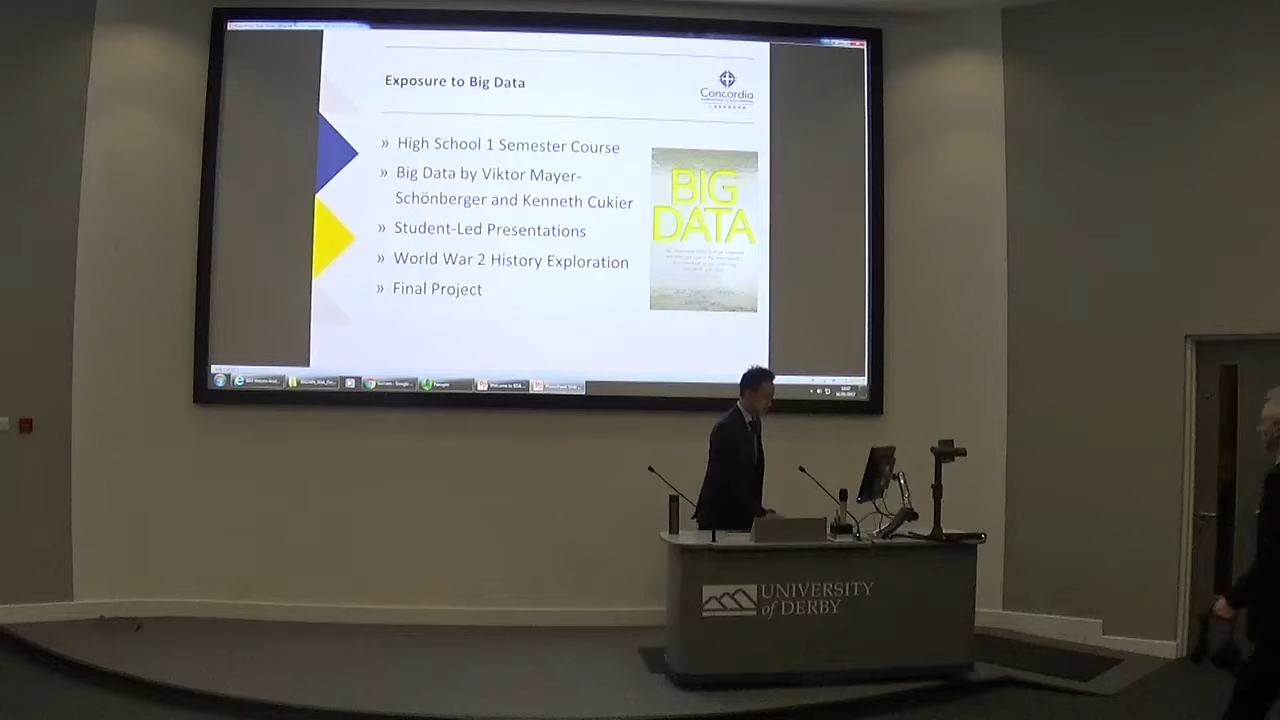 Exposure to Big Data
Concordia
» High School 1 Semester Course
» Big Data by Viktor Mayer-
Schönberger and Kenneth Cukier
» Student-Led Presentations
» World War 2 History Exploration
» Final Project
BIG
DATA
UNIVERSITY
of DERBY